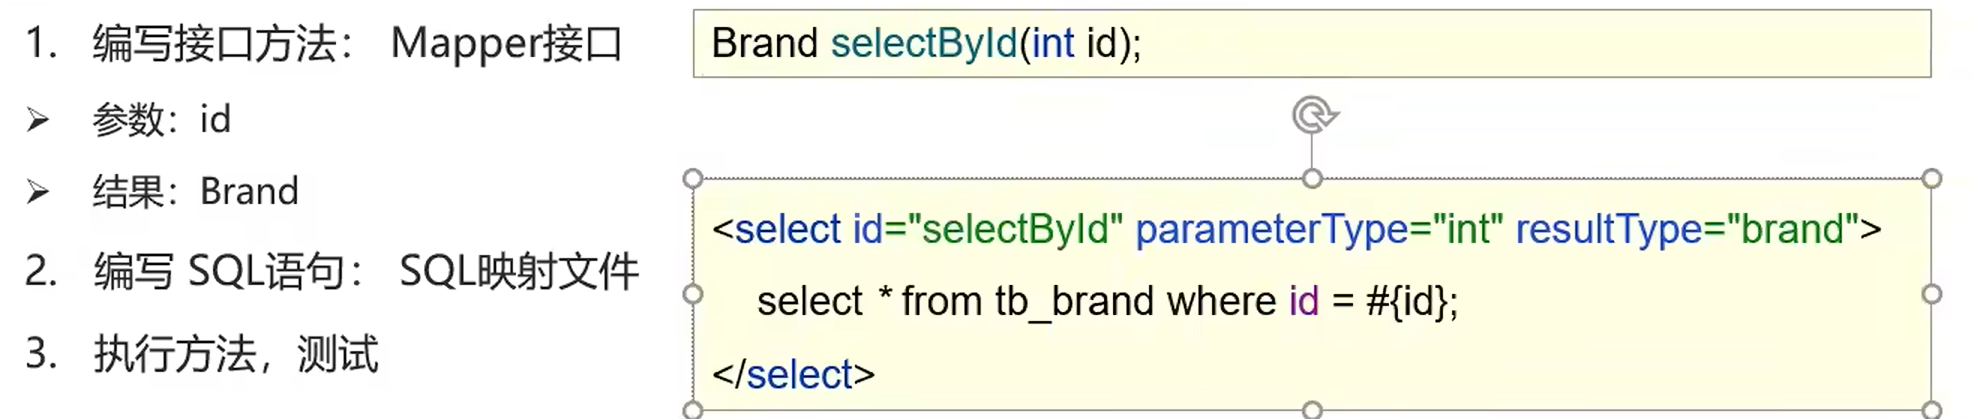 1. 编写接口方法： Mapper接口
➢ 参数：id
➢ 结果：Brand
2. 编写 SQL语句： SQL映射文件
3. 执行方法，测试
Brand selectById(int id);
<select id="selectById" parameterType="int" resultType="brand">
select * from tb_brand where id = #{id};
</select>